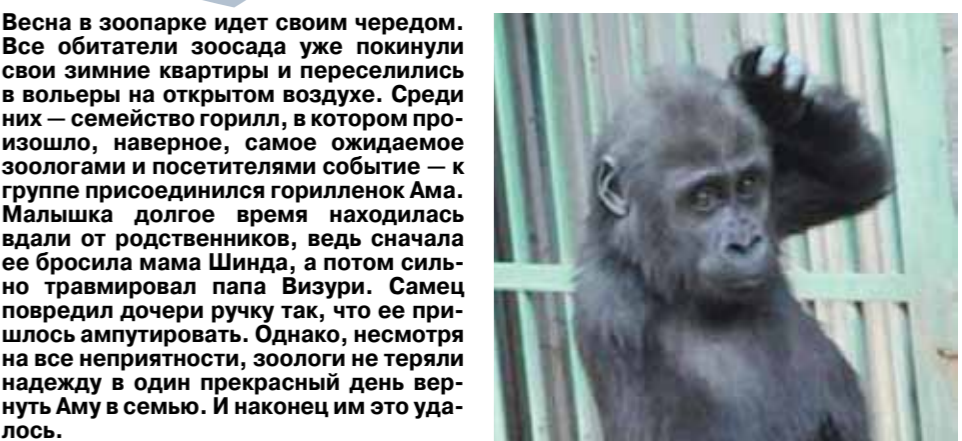 Весна в зоопарке идет своим чередом.
Все обитатели зоосада уже покинули
свои зимние квартиры и переселились
в вольеры на открытом воздухе. Среди
них — семейство горилл, в котором про-
изошло, наверное, самое ожидаемое
зоологами и посетителями событие — к
группе присоединился горилленок Ама.
Малышка долгое время находилась
вдали от родственников, ведь сначала
ее бросила мама Шинда, а потом силь-
но травмировал папа Визури. Самец
повредил дочери ручку так, что ее при-
шлось ампутировать. Однако, несмотря
на все неприятности, зоологи не теряли
надежду в один прекрасный день вер-
нуть Аму в семью. И наконец им это уда-
лось.